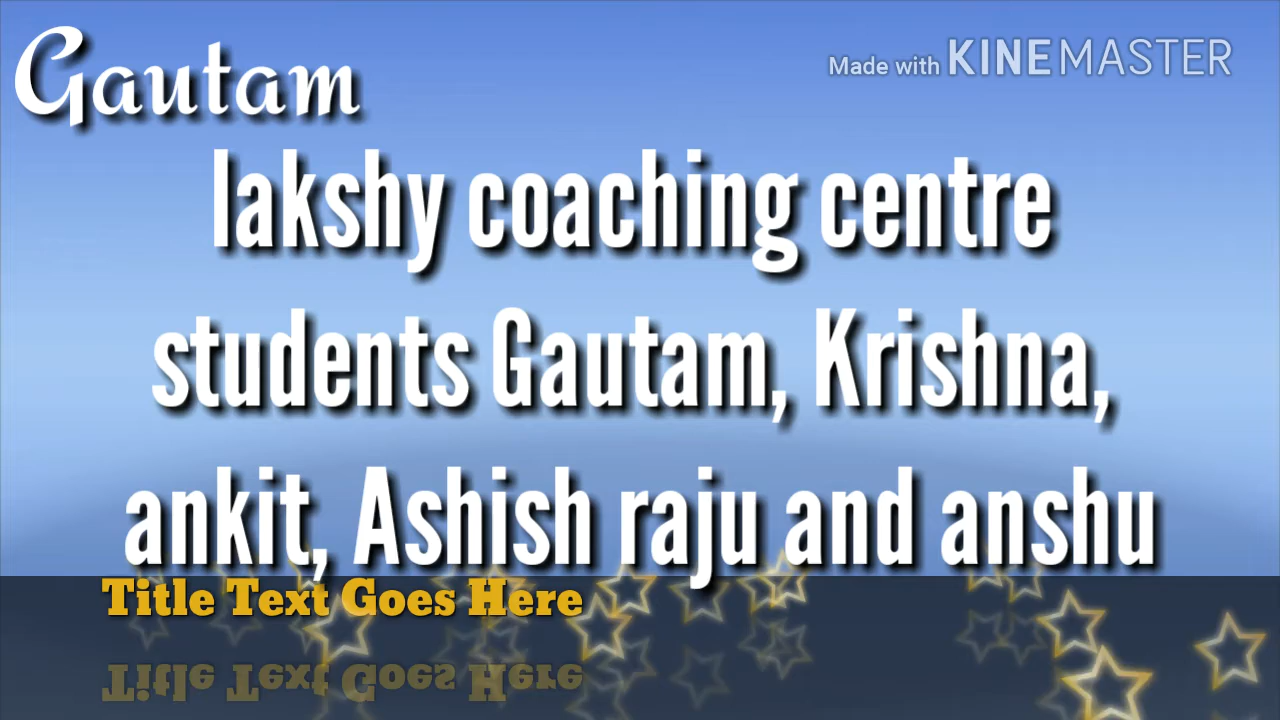 Gautam
Made with KINEMASTER
lakshy coaching centre
students Gautam, Krishna,
ankit, Ashish raju and anshu
Title Text Goes Here
Title Text Goes Here